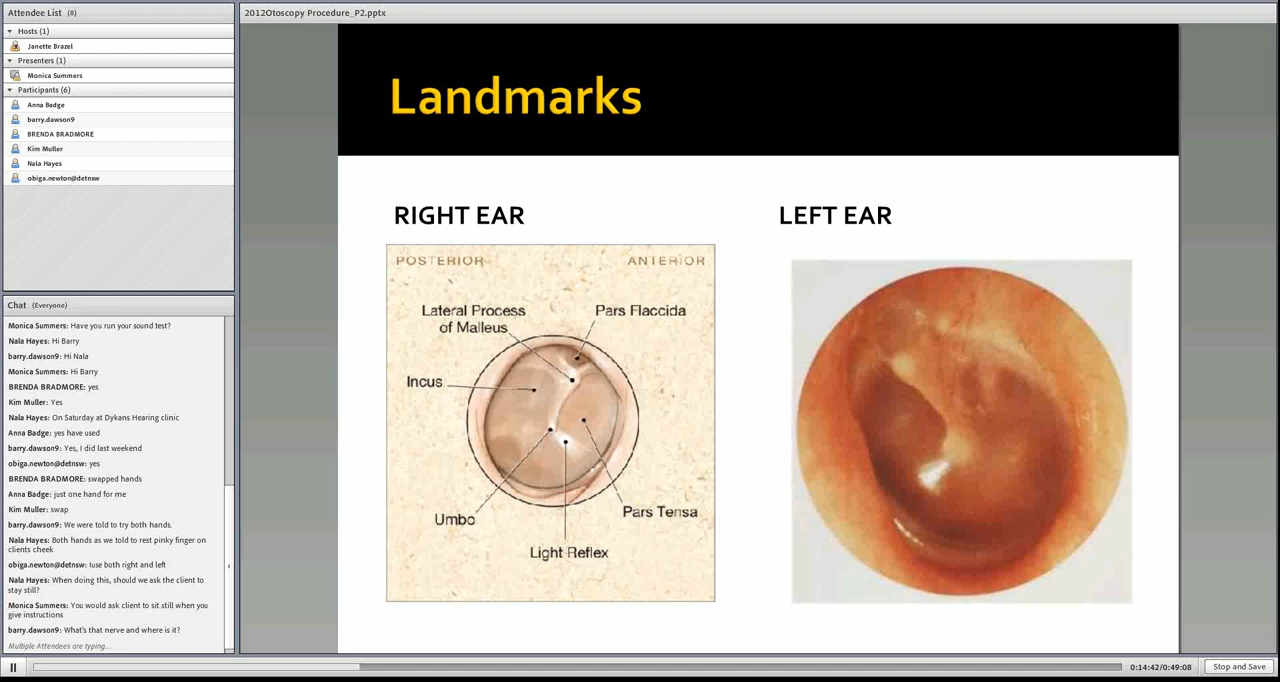 Attendee List (8)
Hosts (1)
Janette Brazel
Presenters (1)
Monica Summers
Participants (6)
Anna Badge
barry.dawson9
BRENDA BRADMORE
Kim Muller
Nala Hayes
obiga.newton@detnsw
Chat (Everyone)
Monica Summers: Have you run your sound test?
Nala Hayes: Hi Barry
barry.dawson9: Hi Nala
Monica Summers: Hi Barry
BRENDA BRADMORE: yes
Kim Muller: Yes
Nala Hayes: On Saturday at Dykans Hearing clinic
Anna Badge: yes have used
barry.dawson9: Yes, I did last weekend
obiga.newton@detnsw: yes
BRENDA BRADMORE: swapped hands
Anna Badge: just one hand for me
Kim Muller: swap
barry.dawson9: We were told to try both hands.
Nala Hayes: Both hands as we told to rest pinky finger on
clients cheek
obiga.newton@detnsw: Iuse both right and left
Nala Hayes: When doing this, should we ask the client to
stay still?
Monica Summers: You would ask client to sit still when you
give instructions
barry.dawson9: What's that nerve and where is it?
Multiple Attendees are typing...
2012Otoscopy Procedure_P2.pptx
Landmarks
RIGHT EAR
POSTERIOR
ANTERIOR
Lateral Process
of Malleus
Pars Flaccida
Incus
Umbo
Pars Tensa
Light Reflex
LEFT EAR
0:14:42/0:49:08
Stop and Save